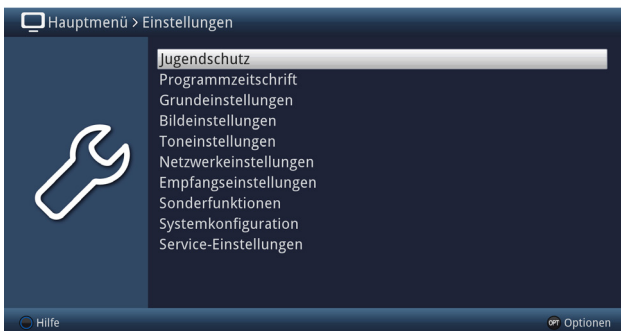 Hauptmenü > Einstellungen
Jugendschutz
Programmzeitschrift
Grundeinstellungen
Bildeinstellungen
Toneinstellungen
Netzwerkeinstellungen
Empfangseinstellungen
Sonderfunktionen
Systemkonfiguration
Service-Einstellungen
Hilfe
OPT Optionen